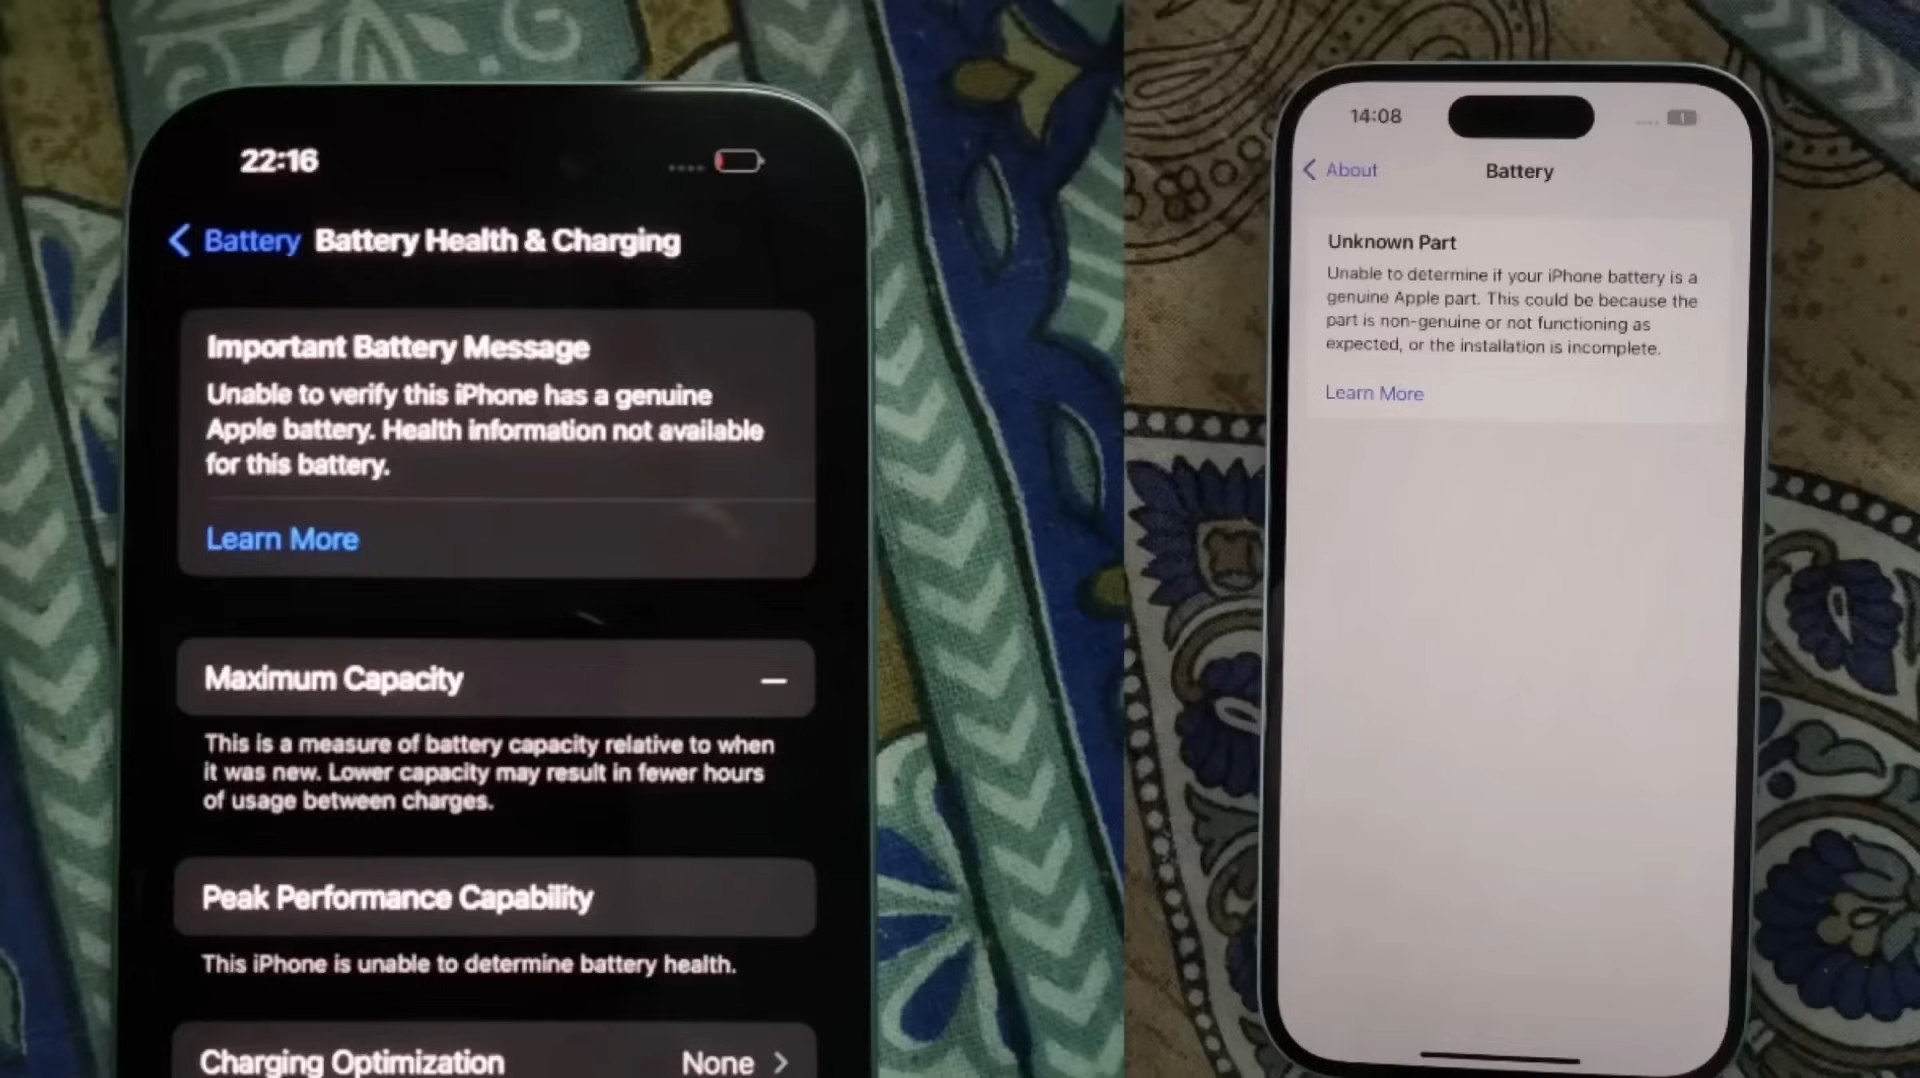 22:16
Battery Battery Health & Charging
Important Battery Message
Unable to verify this iPhone has a genuine
Apple battery. Health information not available
for this battery.
Learn More
Maximum Capacity –
This is a measure of battery capacity relative to when
it was new. Lower capacity may result in fewer hours
of usage between charges.
Peak Performance Capability
This iPhone is unable to determine battery health.
Charging Optimization None
14:08
About Battery
Unknown Part
Unable to determine if your iPhone battery is a
genuine Apple part. This could be because the
part is non-genuine or not functioning as
expected, or the installation is incomplete.
Learn More